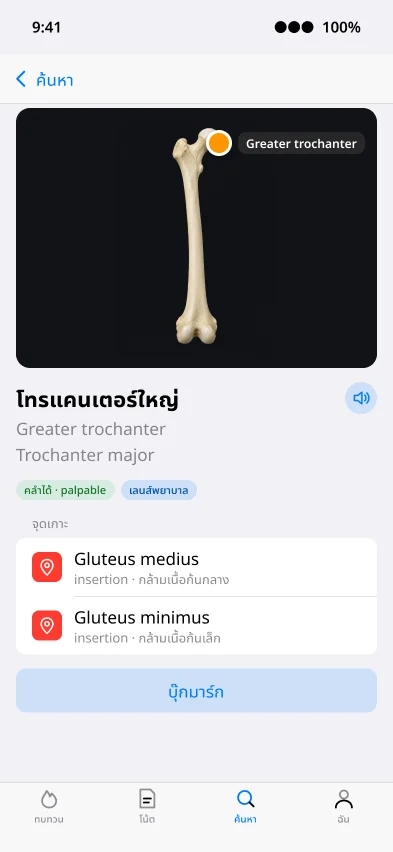 9:41
100%
ค้นหา
Greater trochanter
โทรแคนเตอร์ใหญ่
Greater trochanter
Trochanter major
คลำได้ · palpable
เลนส์พยาบาล
จุดเกาะ
Gluteus medius
insertion · กล้ามเนื้อก้นกลาง
Gluteus minimus
insertion · กล้ามเนื้อก้นเล็ก
บุ๊กมาร์ก
ทบทวน
โน้ต
ค้นหา
ฉัน